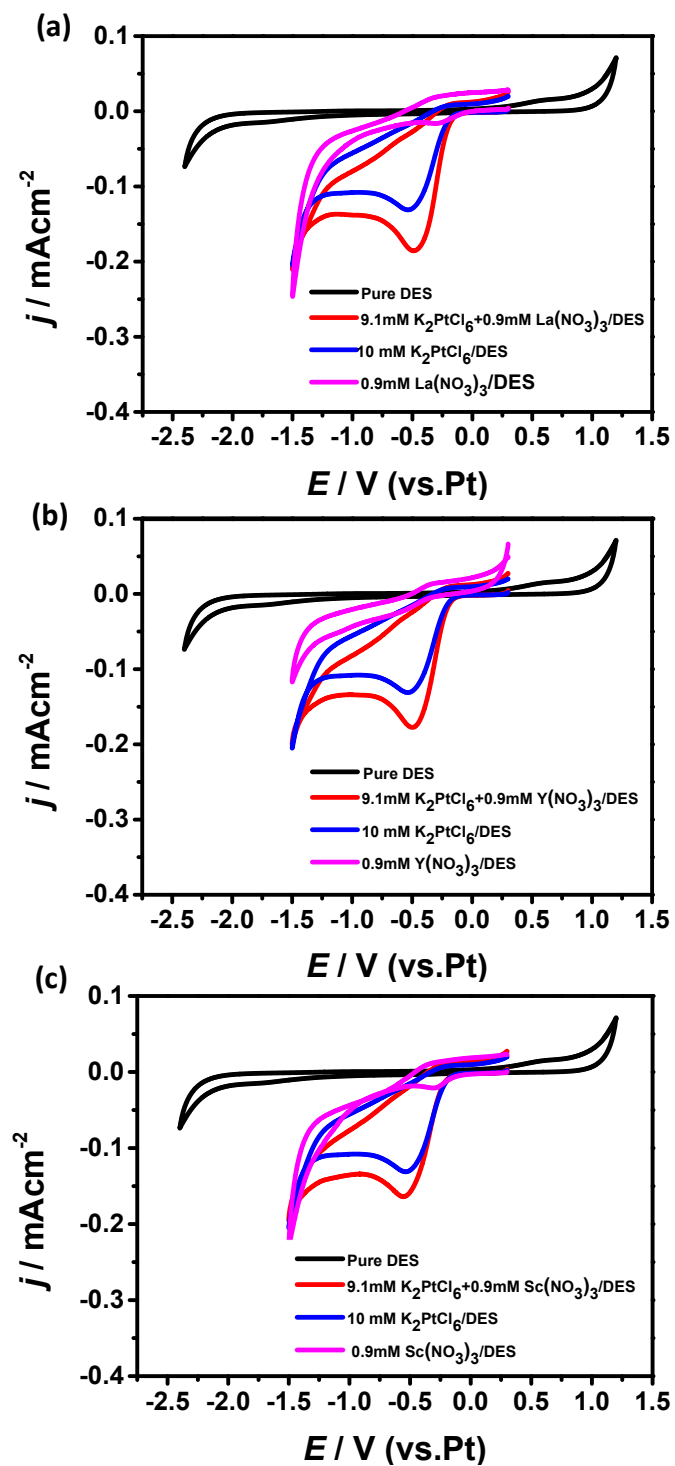 (a)
0.1
0.0
-0.1
-0.2
-0.3
-0.4
j / mAcm⁻²
Pure DES
9.1mM K₂PtCl₆+0.9mM La(NO₃)₃/DES
10 mM K₂PtCl₆/DES
0.9mM La(NO₃)₃/DES
-2.5 -2.0 -1.5 -1.0 -0.5 0.0 0.5 1.0 1.5
E / V (vs.Pt)
(b)
0.1
0.0
-0.1
-0.2
-0.3
-0.4
j / mAcm⁻²
Pure DES
9.1mM K₂PtCl₆+0.9mM Y(NO₃)₃/DES
10 mM K₂PtCl₆/DES
0.9mM Y(NO₃)₃/DES
-2.5 -2.0 -1.5 -1.0 -0.5 0.0 0.5 1.0 1.5
E / V (vs.Pt)
(c)
0.1
0.0
-0.1
-0.2
-0.3
-0.4
j / mAcm⁻²
Pure DES
9.1mM K₂PtCl₆+0.9mM Sc(NO₃)₃/DES
10 mM K₂PtCl₆/DES
0.9mM Sc(NO₃)₃/DES
-2.5 -2.0 -1.5 -1.0 -0.5 0.0 0.5 1.0 1.5
E / V (vs.Pt)